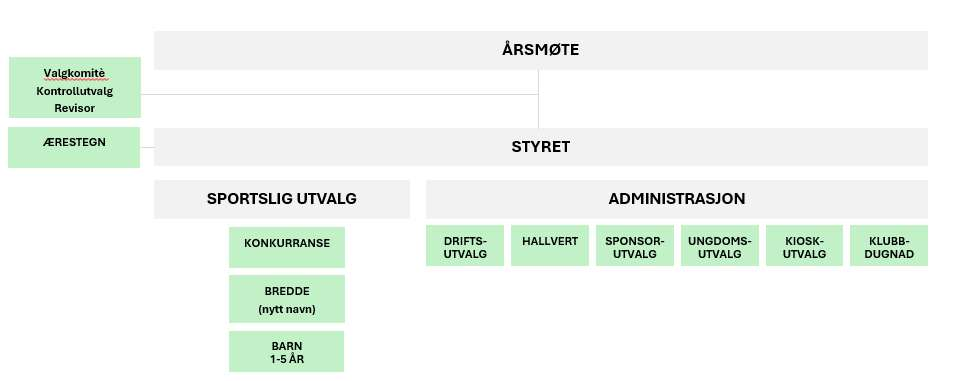 ÅRSMØTE
Valgkomitè
Kontrollutvalg
Revisor
ÆRESTEGN
STYRET
SPORTSLIG UTVALG
ADMINISTRASJON
KONKURRANSE
BREDDE
(nytt navn)
BARN
1-5 ÅR
DRIFTS-
UTVALG
HALLVERT
SPONSOR-
UTVALG
UNGDOMS-
UTVALG
KIOSK-
UTVALG
KLUBB-
DUGNAD